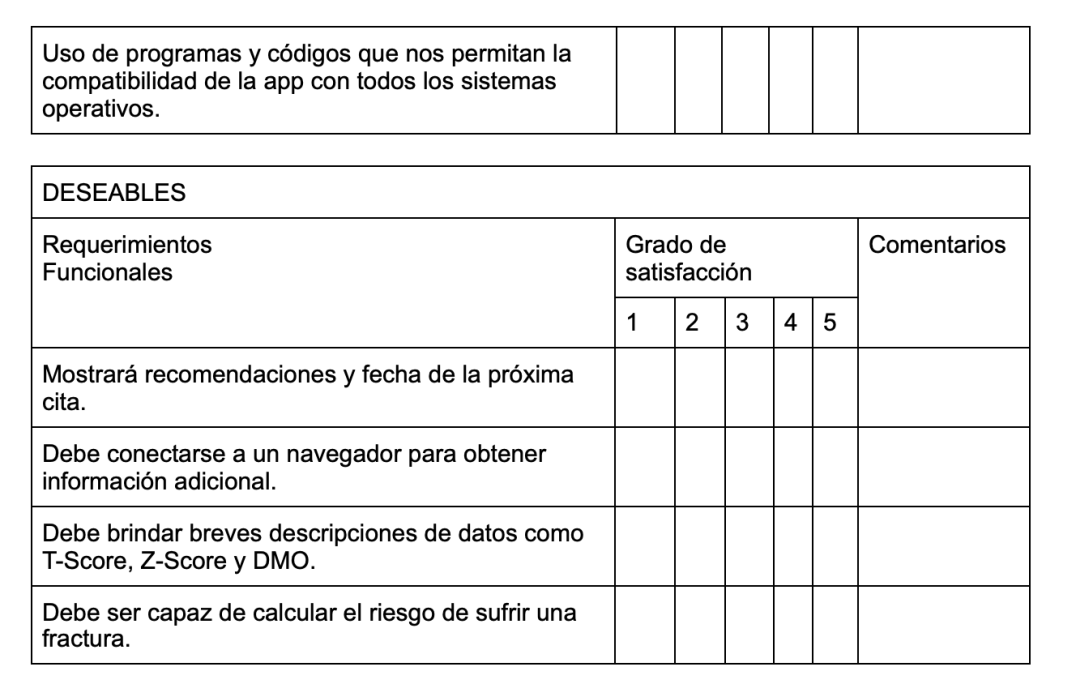 Uso de programas y códigos que nos permitan la
compatibilidad de la app con todos los sistemas
operativos.
DESEABLES
Requerimientos
Funcionales
Grado de
satisfacción
Comentarios
1 2 3 4 5
Mostrará recomendaciones y fecha de la próxima
cita.
Debe conectarse a un navegador para obtener
información adicional.
Debe brindar breves descripciones de datos como
T-Score, Z-Score y DMO.
Debe ser capaz de calcular el riesgo de sufrir una
fractura.